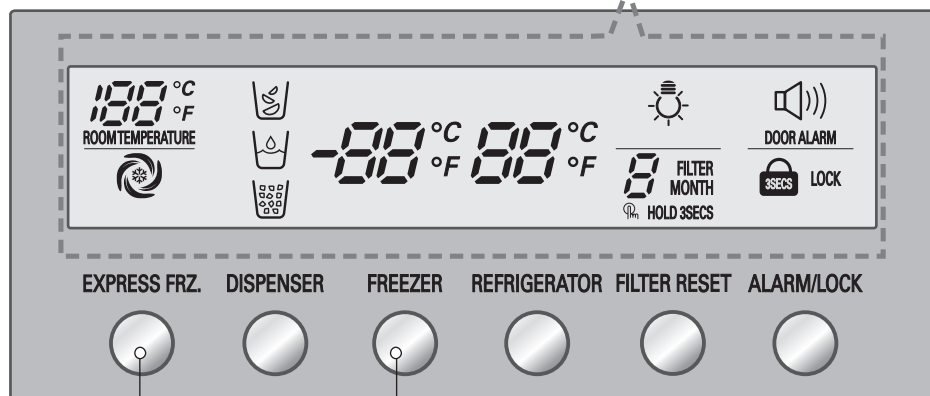 188 °C
°F
ROOM TEMPERATURE
-88 °C
°F
88 °C
°F
8 FILTER
MONTH
HOLD 3SECS
DOOR ALARM
3SECS LOCK
EXPRESS FRZ. DISPENSER FREEZER REFRIGERATOR FILTER RESET ALARM/LOCK